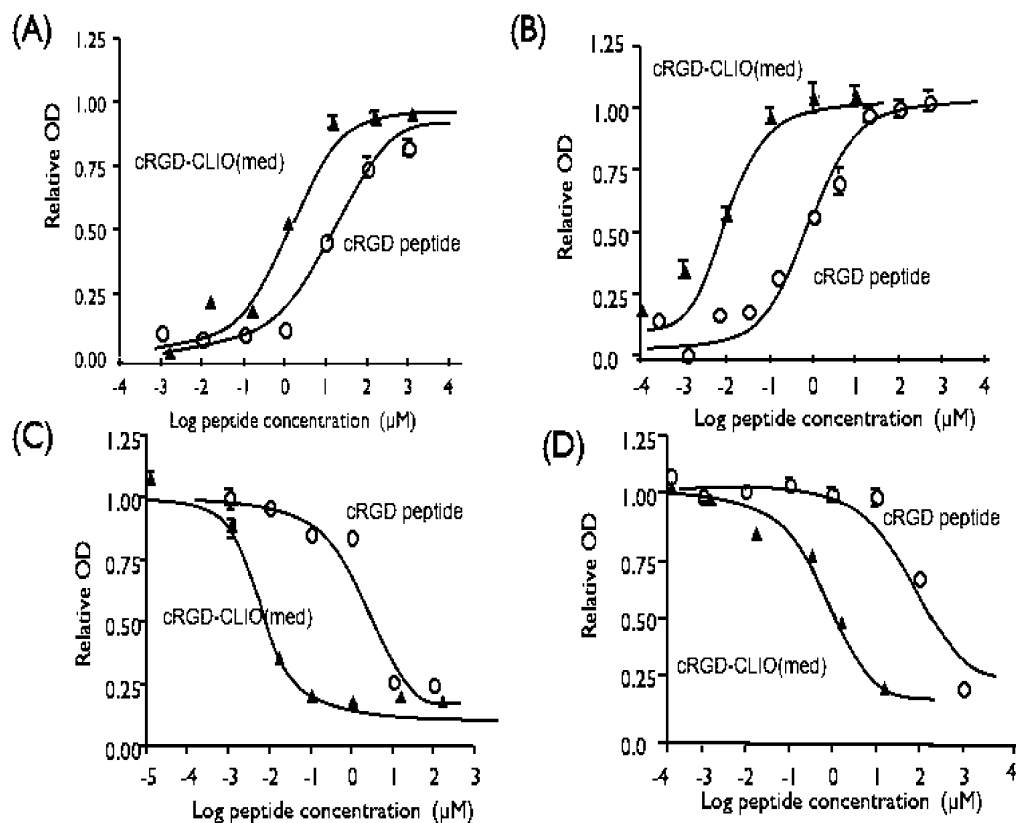 (A)
1.25
1.00
0.75
0.50
0.25
0.00
Relative OD
cRGD-CLIO(med)
cRGD peptide
-4 -3 -2 -1 0 1 2 3 4
Log peptide concentration (µM)
(B)
1.25
1.00
0.75
0.50
0.25
0.0
Relative OD
cRGD-CLIO(med)
cRGD peptide
-4 -3 -2 -1 0 1 2 3 4
Log peptide concentration (µM)
(C)
1.25
1.00
0.75
0.50
0.25
0.00
Relative OD
cRGD peptide
cRGD-CLIO(med)
-5 -4 -3 -2 -1 0 1 2 3
Log peptide concentration (µM)
(D)
1.25
1.00
0.75
0.50
0.25
0.0
Relative OD
cRGD peptide
cRGD-CLIO(med)
-4 -3 -2 -1 0 1 2 3 4
Log peptide concentration (µM)